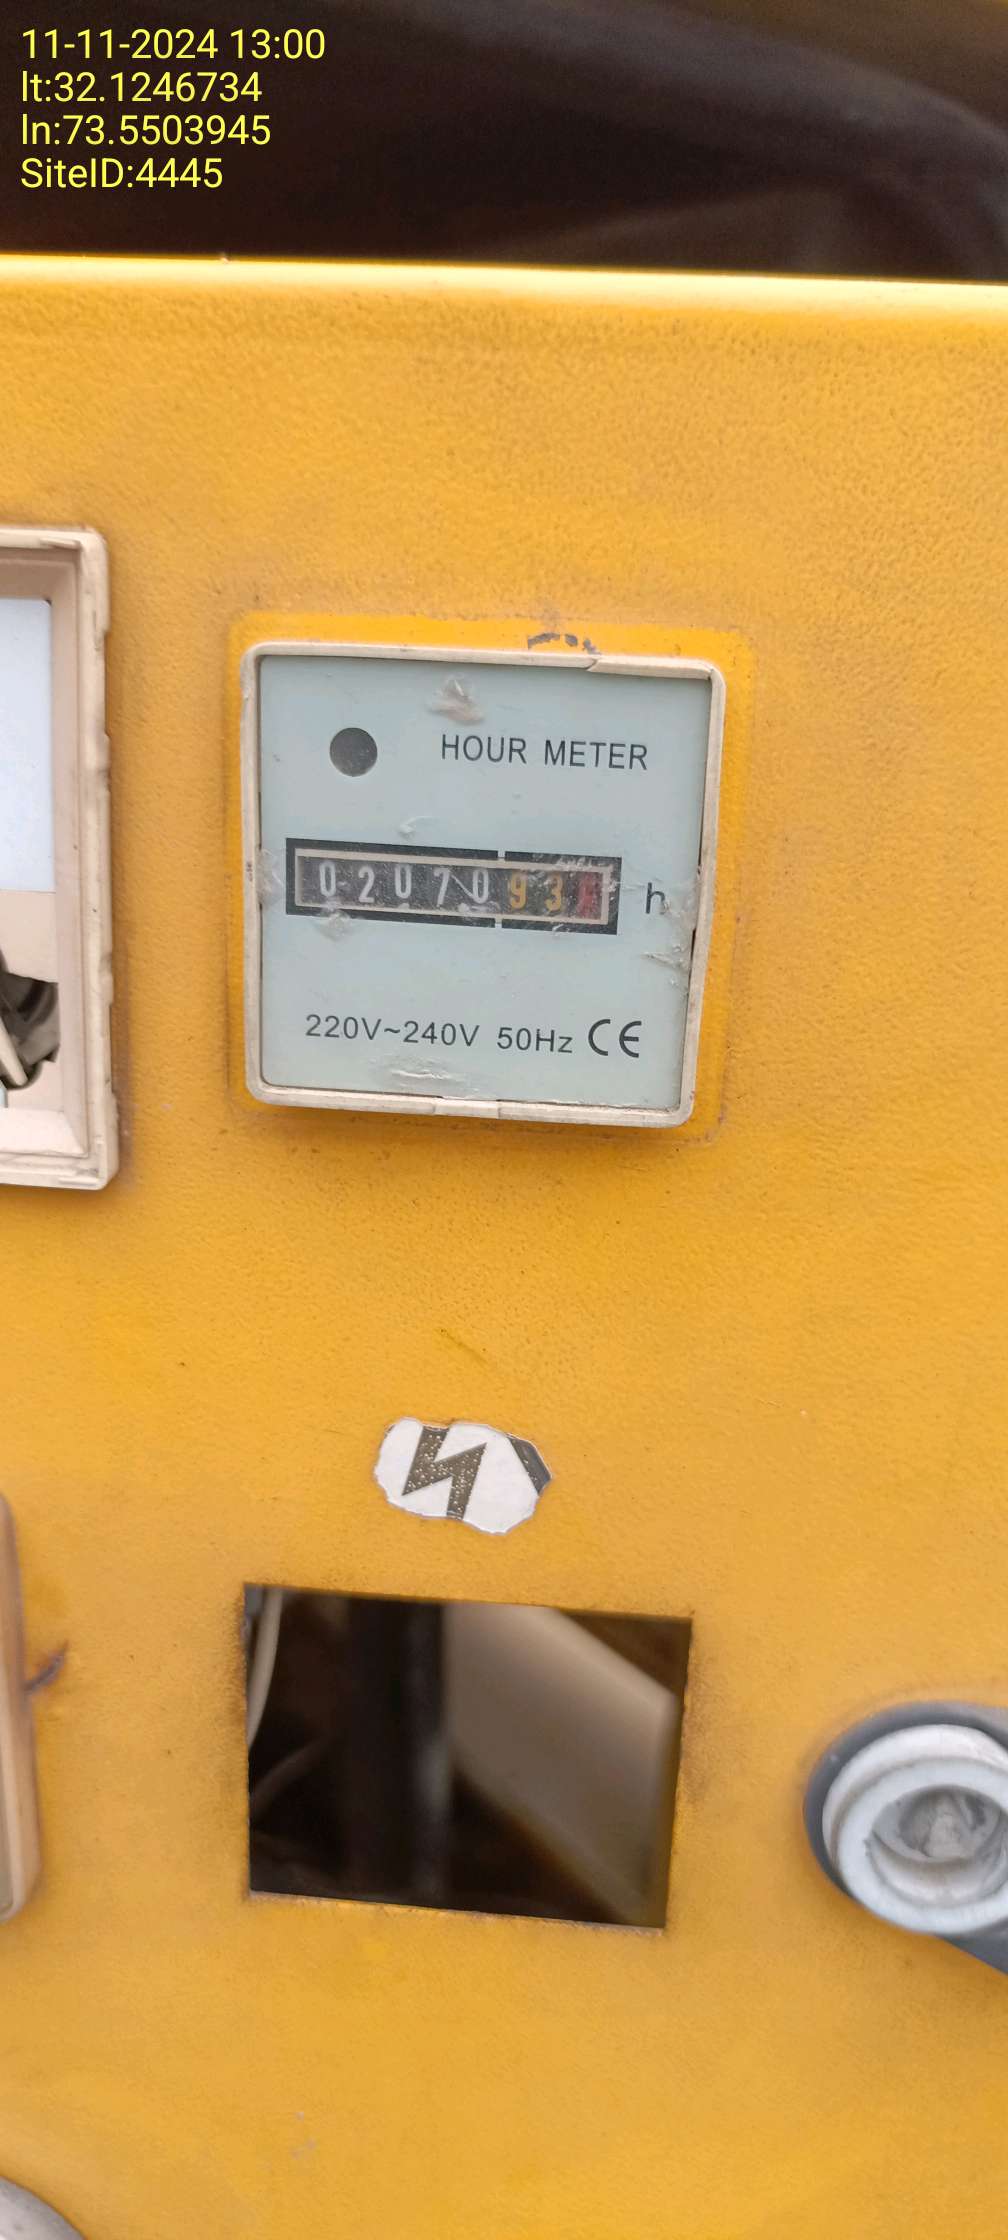 11-11-2024 13:00
lt:32.1246734
ln:73.5503945
SiteID:4445
HOUR METER
0207093 h
220V~240V 50Hz CE